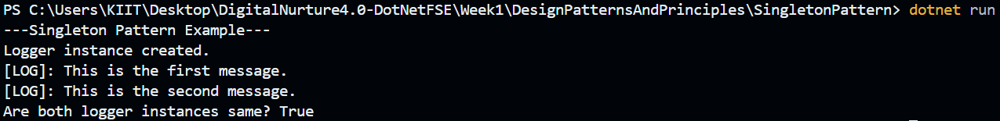 PS C:\Users\KIIT\Desktop\DigitalNurture4.0-DotNetFSE\Week1\DesignPatternsAndPrinciples\SingletonPattern> dotnet run
---Singleton Pattern Example---
Logger instance created.
[LOG]: This is the first message.
[LOG]: This is the second message.
Are both logger instances same? True